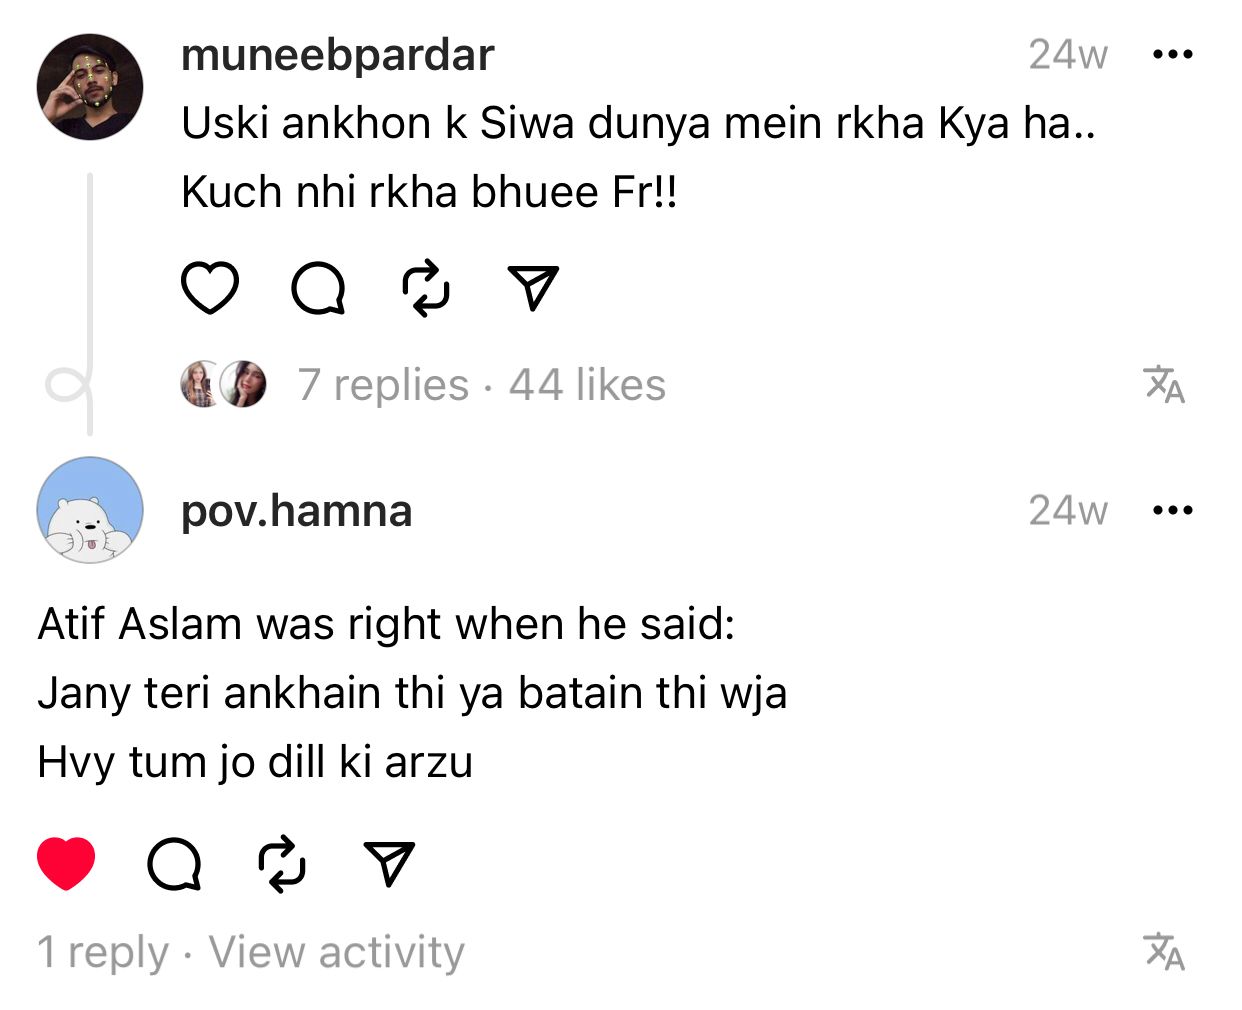 muneebpardar 24w
Uski ankhon k Siwa dunya mein rkha Kya ha..
Kuch nhi rkha bhuee Fr!!
7 replies · 44 likes
pov.hamna 24w
Atif Aslam was right when he said:
Jany teri ankhain thi ya batain thi wja
Hvy tum jo dill ki arzu
1 reply · View activity